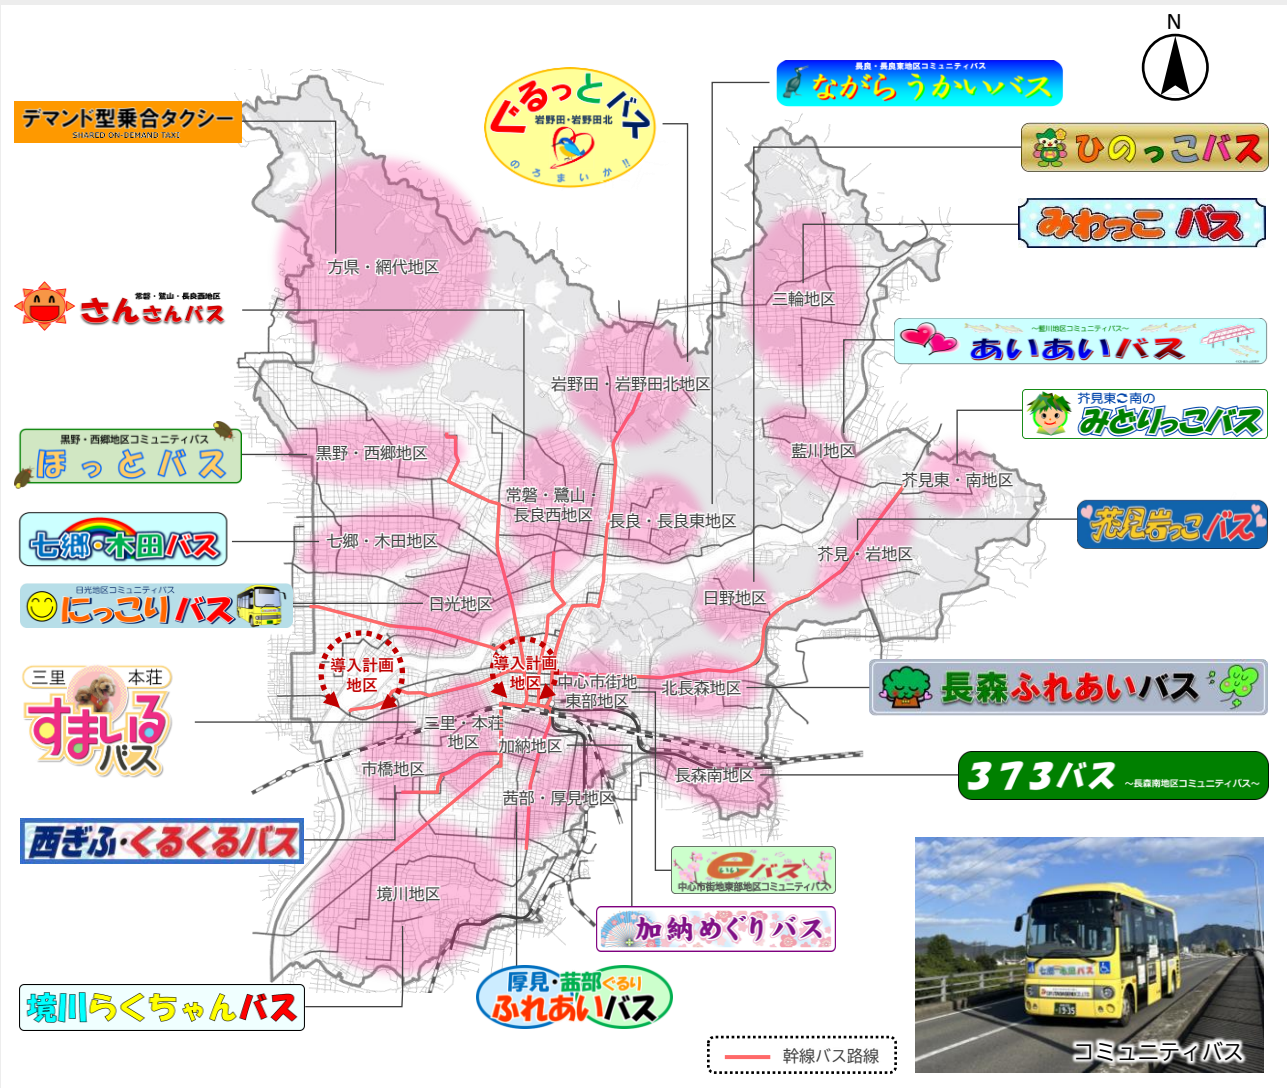 N
デマンド型乗合タクシー
SHARED ON-DEMAND TAXI
ぐるっとバス
岩野田・岩野田北
のろまいか!!
長良・長良東地区コミュニティバス
ながら うかいバス
ひのっこバス
みわっこ バス
方県・網代地区
三輪地区
常磐・鷺山・長良西地区
さんさんバス
～藍川地区コミュニティバス～
あいあいバス
岩野田・岩野田北地区
芥見東南の
みどりっこバス
黒野・西郷地区コミュニティバス
ほっとバス
黒野・西郷地区
藍川地区
芥見東・南地区
常磐・鷺山・
長良西地区
長良・長良東地区
花見岩っこバス
七郷・木田バス
七郷・木田地区
芥見・岩地区
日光地区コミュニティバス
にっこりバス
日光地区
日野地区
導入計画
地区
導入計画
地区
中心市街地
東部地区
北長森地区
長森ふれあいバス
三里 本荘
すまいるバス
三里・本荘
地区
加納地区
市橋地区
長森南地区
373バス
～長森南地区コミュニティバス～
茜部・厚見地区
西ぎふ・くるくるバス
eバス
中心市街地東部地区コミュニティバス
境川地区
加納めぐりバス
厚見・茜部ぐるり
ふれあいバス
境川らくちゃんバス
七郷・木田バス
コミュニティバス
幹線バス路線